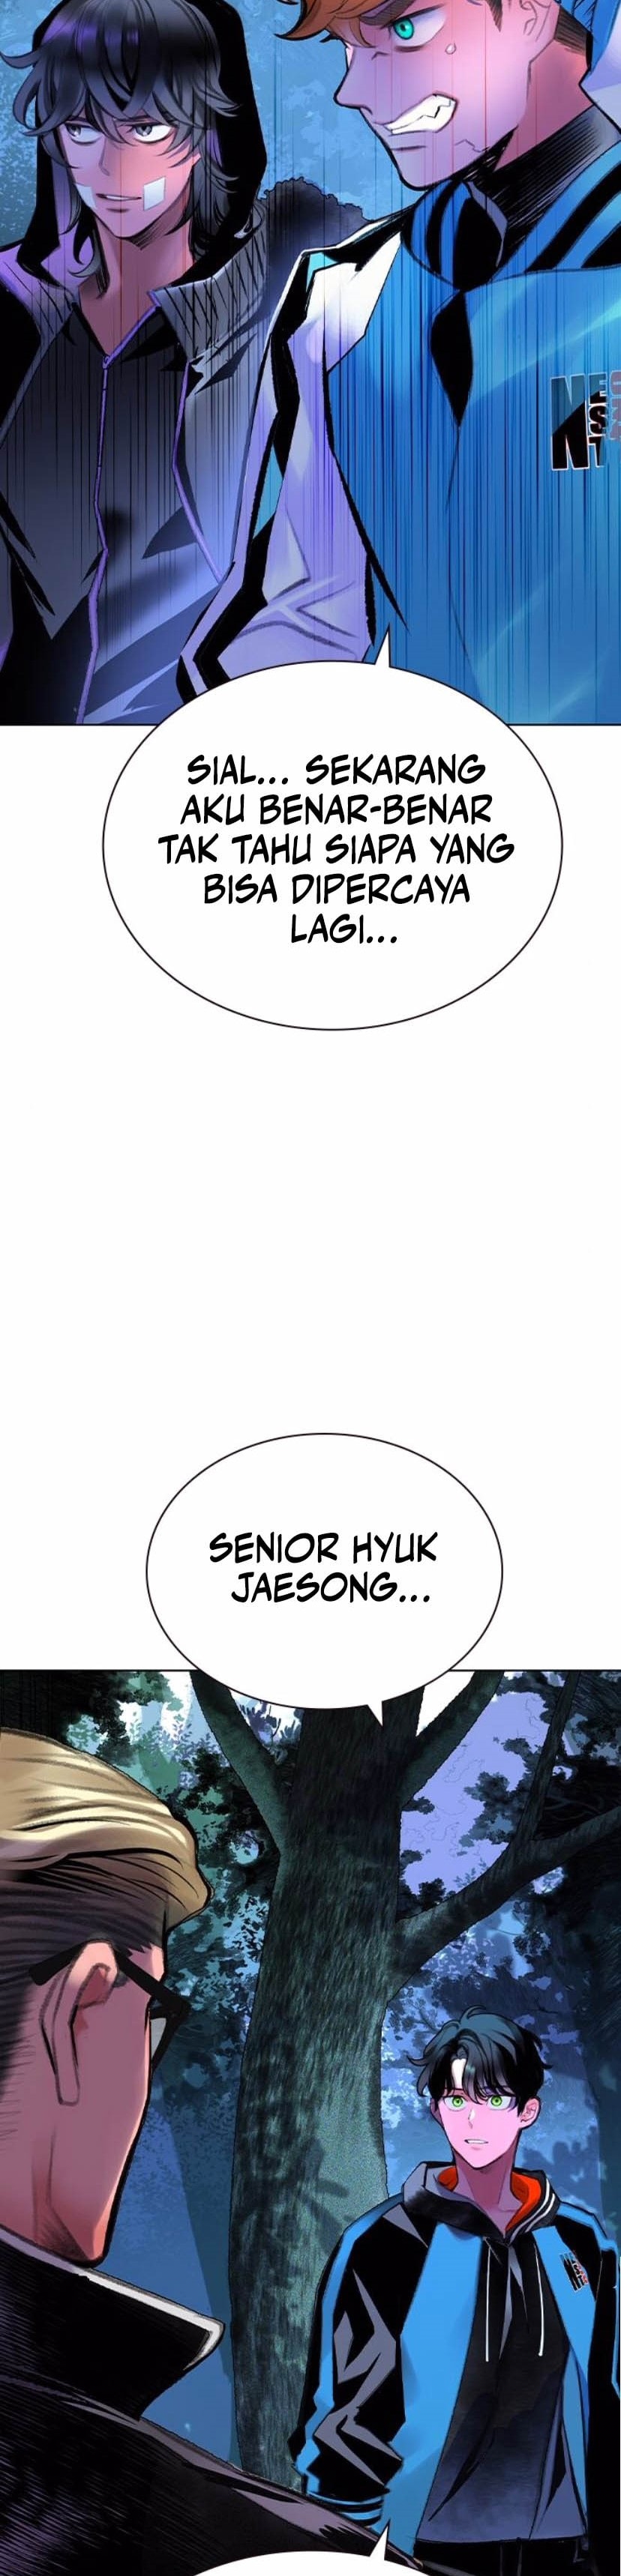 SIAL... SEKARANG
AKU BENAR-BENAR
TAK TAHU SIAPA YANG
BISA DIPERCAYA
LAGI...
SENIOR HYUK
JAESONG...